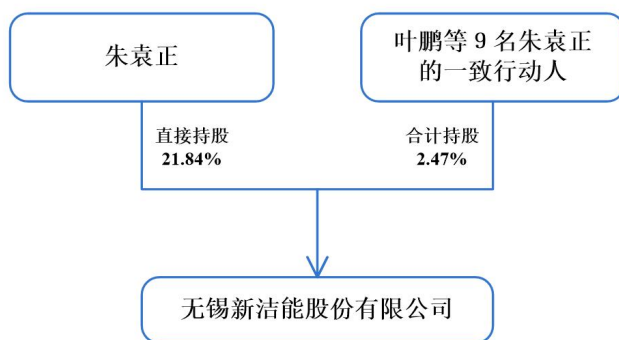 朱袁正
叶鹏等 9 名朱袁正
的一致行动人
直接持股
21.84%
合计持股
2.47%
无锡新洁能股份有限公司